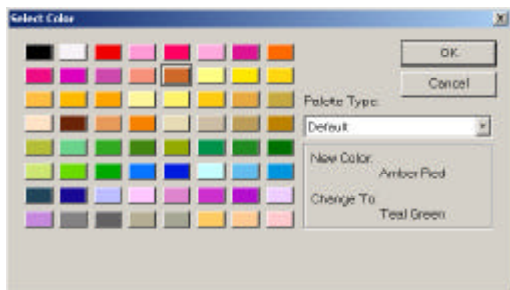 Select Color
OK
Cancel
Palette Type:
Default
New Color:
Amber Red
Change To
Teal Green